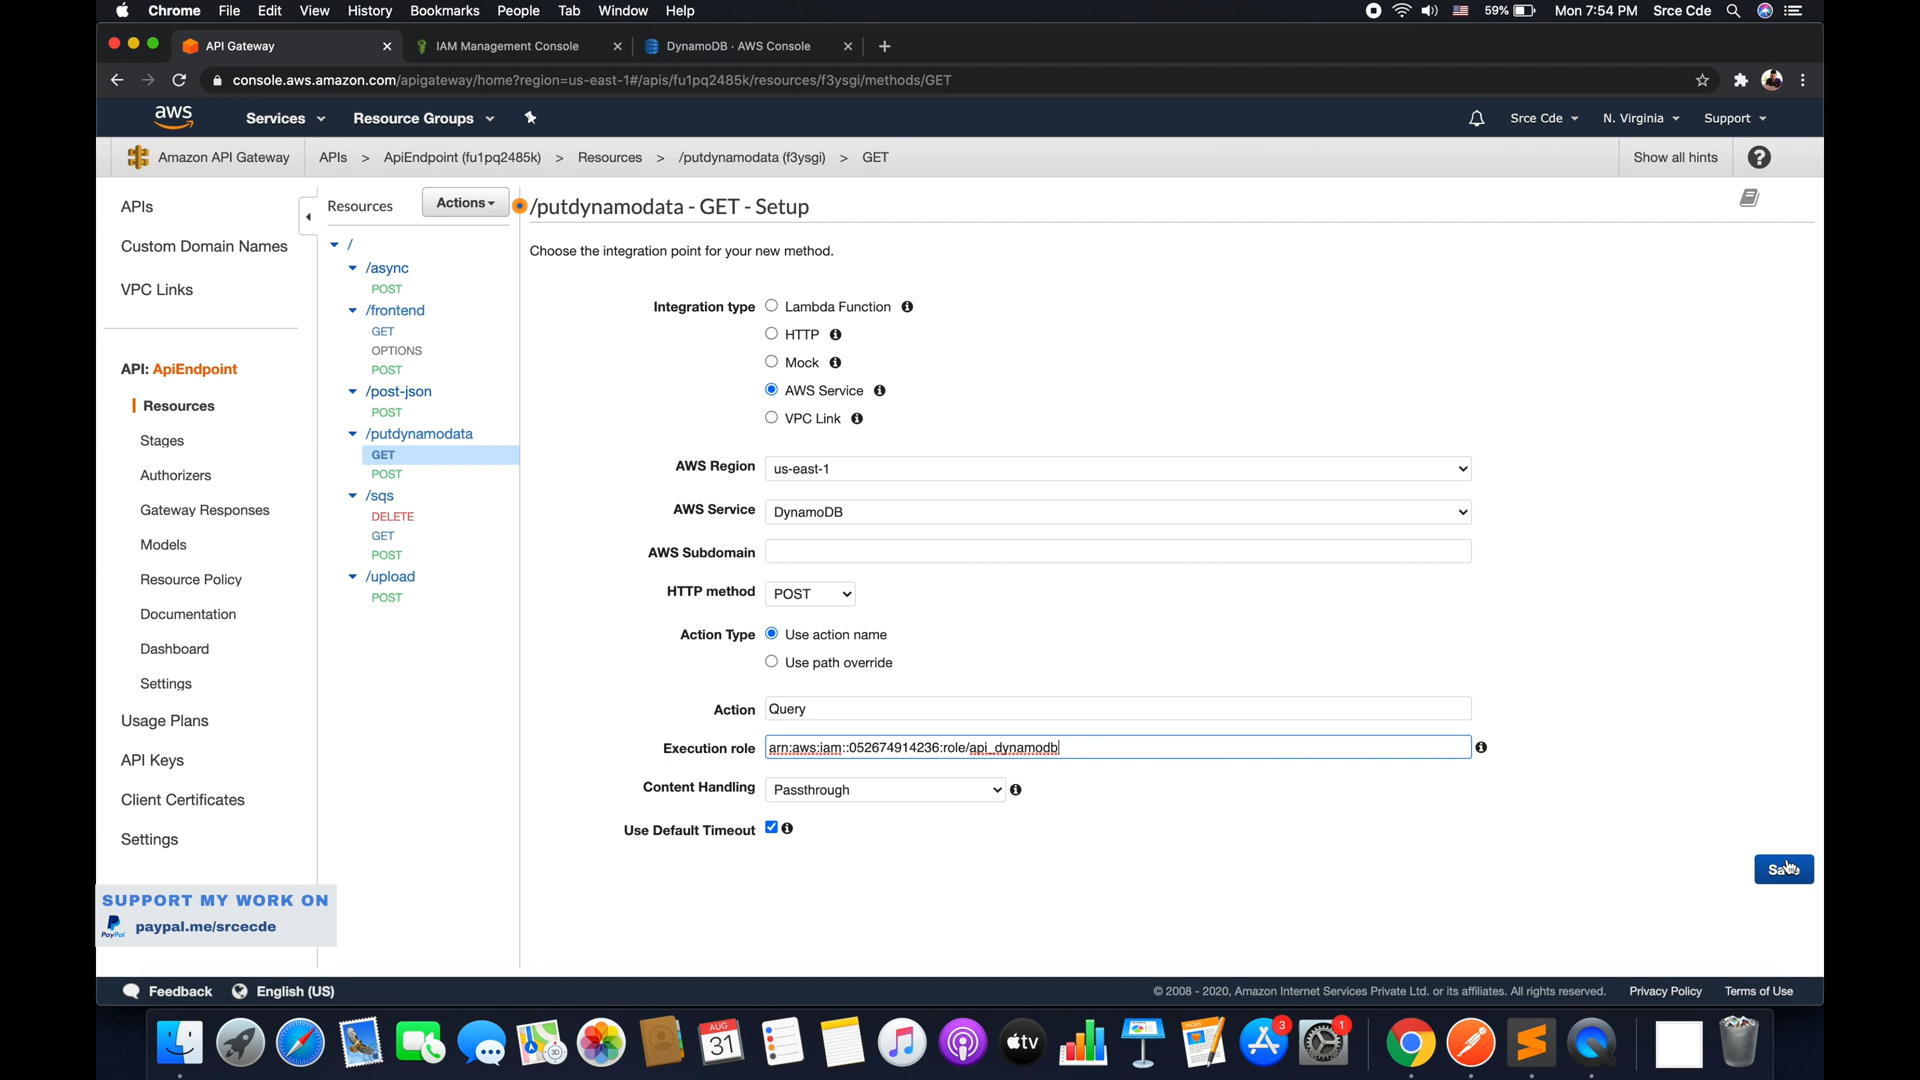 Chrome File Edit View History Bookmarks People Tab Window Help 59% Mon 7:54 PM Srce Cde
API Gateway IAM Management Console DynamoDB · AWS Console
console.aws.amazon.com/apigateway/home?region=us-east-1#/apis/fu1pq2485k/resources/f3ysgi/methods/GET
aws Services Resource Groups Srce Cde N. Virginia Support
Amazon API Gateway APIs > ApiEndpoint (fu1pq2485k) > Resources > /putdynamodata (f3ysgi) > GET Show all hints ?
APIs
Custom Domain Names
VPC Links
API: ApiEndpoint
Resources
Stages
Authorizers
Gateway Responses
Models
Resource Policy
Documentation
Dashboard
Settings
Usage Plans
API Keys
Client Certificates
Settings
Resources Actions
/
/async
POST
/frontend
GET
OPTIONS
POST
/post-json
POST
/putdynamodata
GET
POST
/sqs
DELETE
GET
POST
/upload
POST
/putdynamodata - GET - Setup
Choose the integration point for your new method.
Integration type Lambda Function
HTTP
Mock
AWS Service
VPC Link
AWS Region us-east-1
AWS Service DynamoDB
AWS Subdomain
HTTP method POST
Action Type Use action name
Use path override
Action Query
Execution role arn:aws:iam::052674914236:role/api_dynamodb
Content Handling Passthrough
Use Default Timeout
Save
SUPPORT MY WORK ON
PayPal paypal.me/srcecde
Feedback English (US) © 2008 - 2020, Amazon Internet Services Private Ltd. or its affiliates. All rights reserved. Privacy Policy Terms of Use
AUG
31
tv
PAGES
3
1